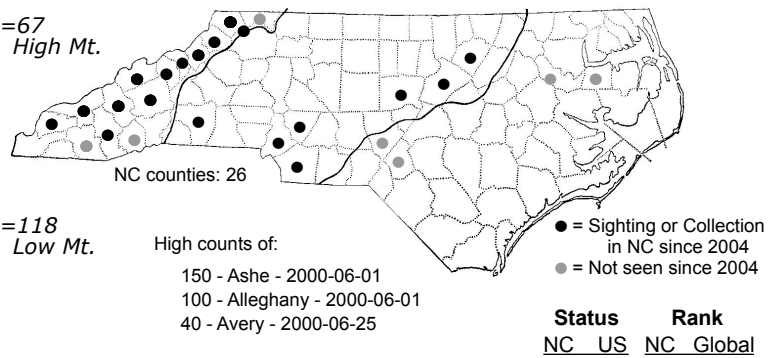 =67
High Mt.
NC counties: 26
=118
Low Mt.
High counts of:
150 - Ashe - 2000-06-01
100 - Alleghany - 2000-06-01
40 - Avery - 2000-06-25
= Sighting or Collection
in NC since 2004
= Not seen since 2004
Status Rank
NC US NC Global